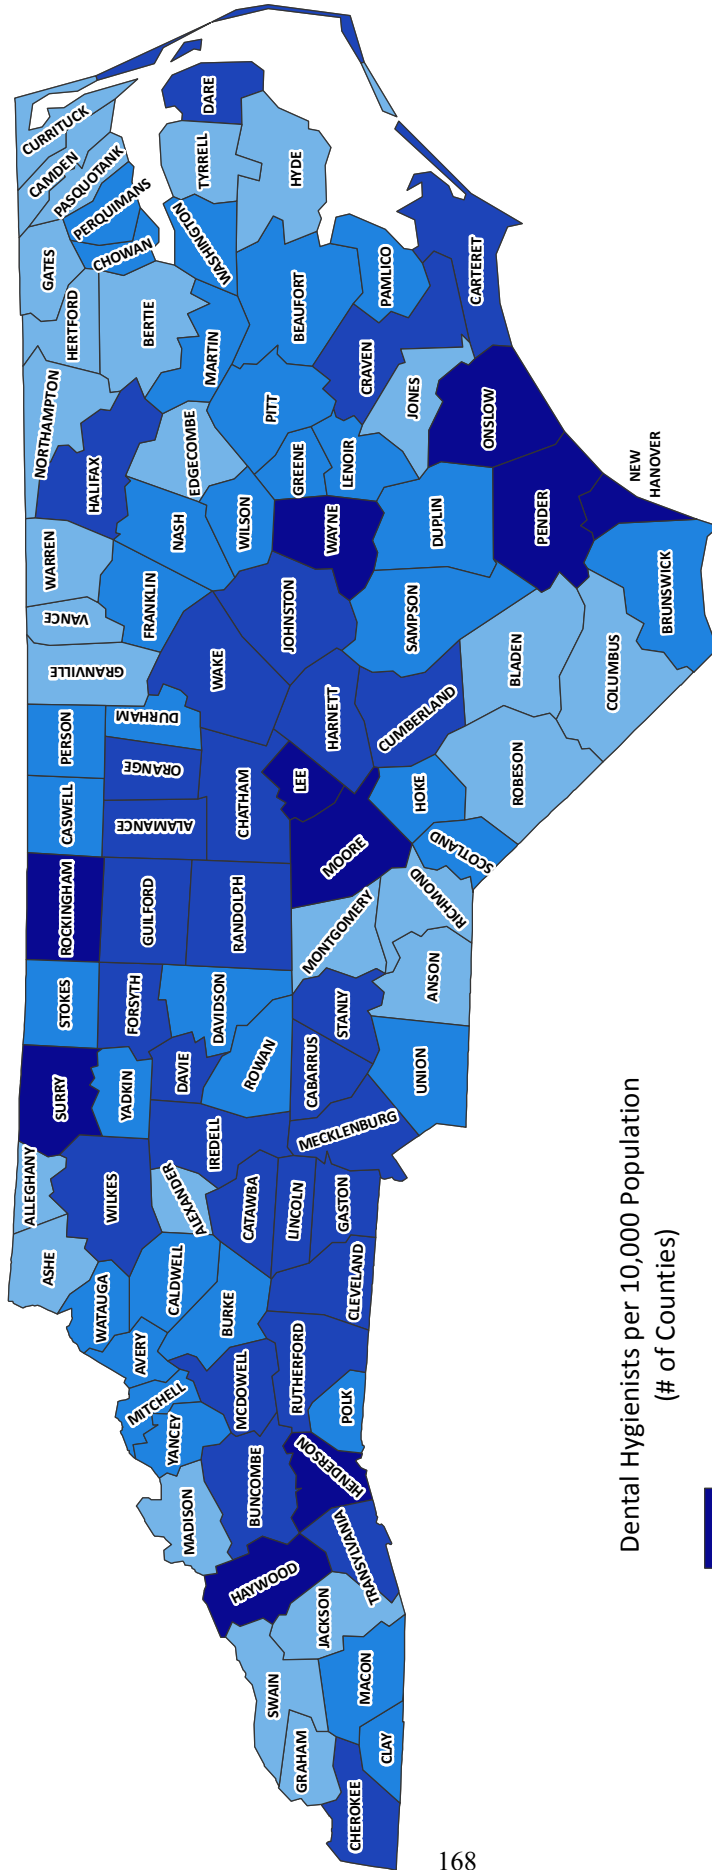 CURRITUCK
CAMDEN
PASQUOTANK
PERQUIMANS
CHOWAN
GATES
HERTFORD
BERTIE
NORTHAMPTON
HALIFAX
WARREN
VANCE
GRANVILLE
PERSON
CASWELL
ROCKINGHAM
STOKES
SURRY
ALLEGHANY
ASHE
WATAUGA
WILKES
YADKIN
FORSYTH
GUILFORD
ALAMANCE
ORANGE
DURHAM
FRANKLIN
NASH
EDGECOMBE
MARTIN
WASHINGTON
TYRRELL
DARE
HYDE
BEAUFORT
PITT
GREENE
WILSON
JOHNSTON
WAKE
CHATHAM
RANDOLPH
DAVIDSON
DAVIE
ROWAN
IREDELL
ALEXANDER
CALDWELL
AVERY
MITCHELL
YANCEY
MADISON
BUNCOMBE
MCDOWELL
BURKE
CATAWBA
LINCOLN
GASTON
CLEVELAND
RUTHERFORD
POLK
HENDERSON
HAYWOOD
TRANSYLVANIA
JACKSON
SWAIN
GRAHAM
MACON
CLAY
CHEROKEE
MECKLENBURG
CABARRUS
STANLY
UNION
ANSON
MONTGOMERY
RICHMOND
MOORE
LEE
HARNETT
CUMBERLAND
HOKE
SCOTLAND
ROBESON
BLADEN
COLUMBUS
BRUNSWICK
SAMPSON
WAYNE
LENOIR
DUPLIN
JONES
CRAVEN
PAMLICO
CARTERET
ONSLOW
PENDER
NEW
HANOVER
Dental Hygienists per 10,000 Population
(# of Counties)
168